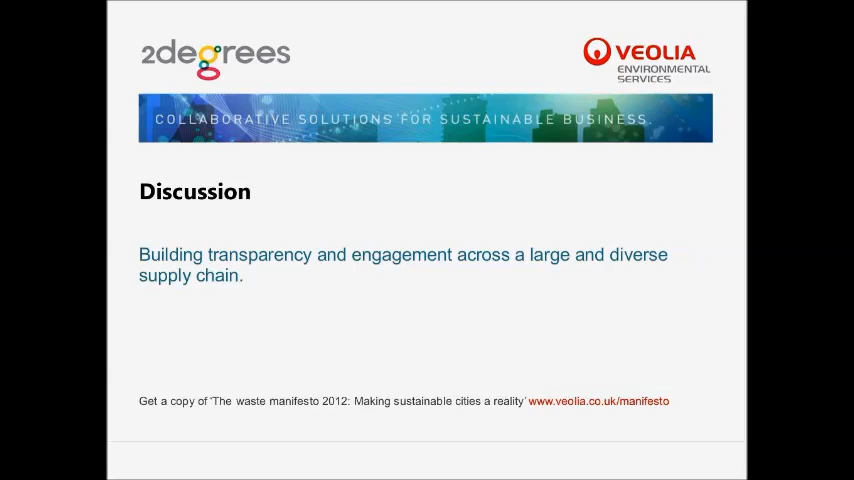 2degrees
VEOLIA
ENVIRONMENTAL
SERVICES
COLLABORATIVE SOLUTIONS FOR SUSTAINABLE BUSINESS.
Discussion
Building transparency and engagement across a large and diverse
supply chain.
Get a copy of 'The waste manifesto 2012: Making sustainable cities a reality' www.veolia.co.uk/manifesto